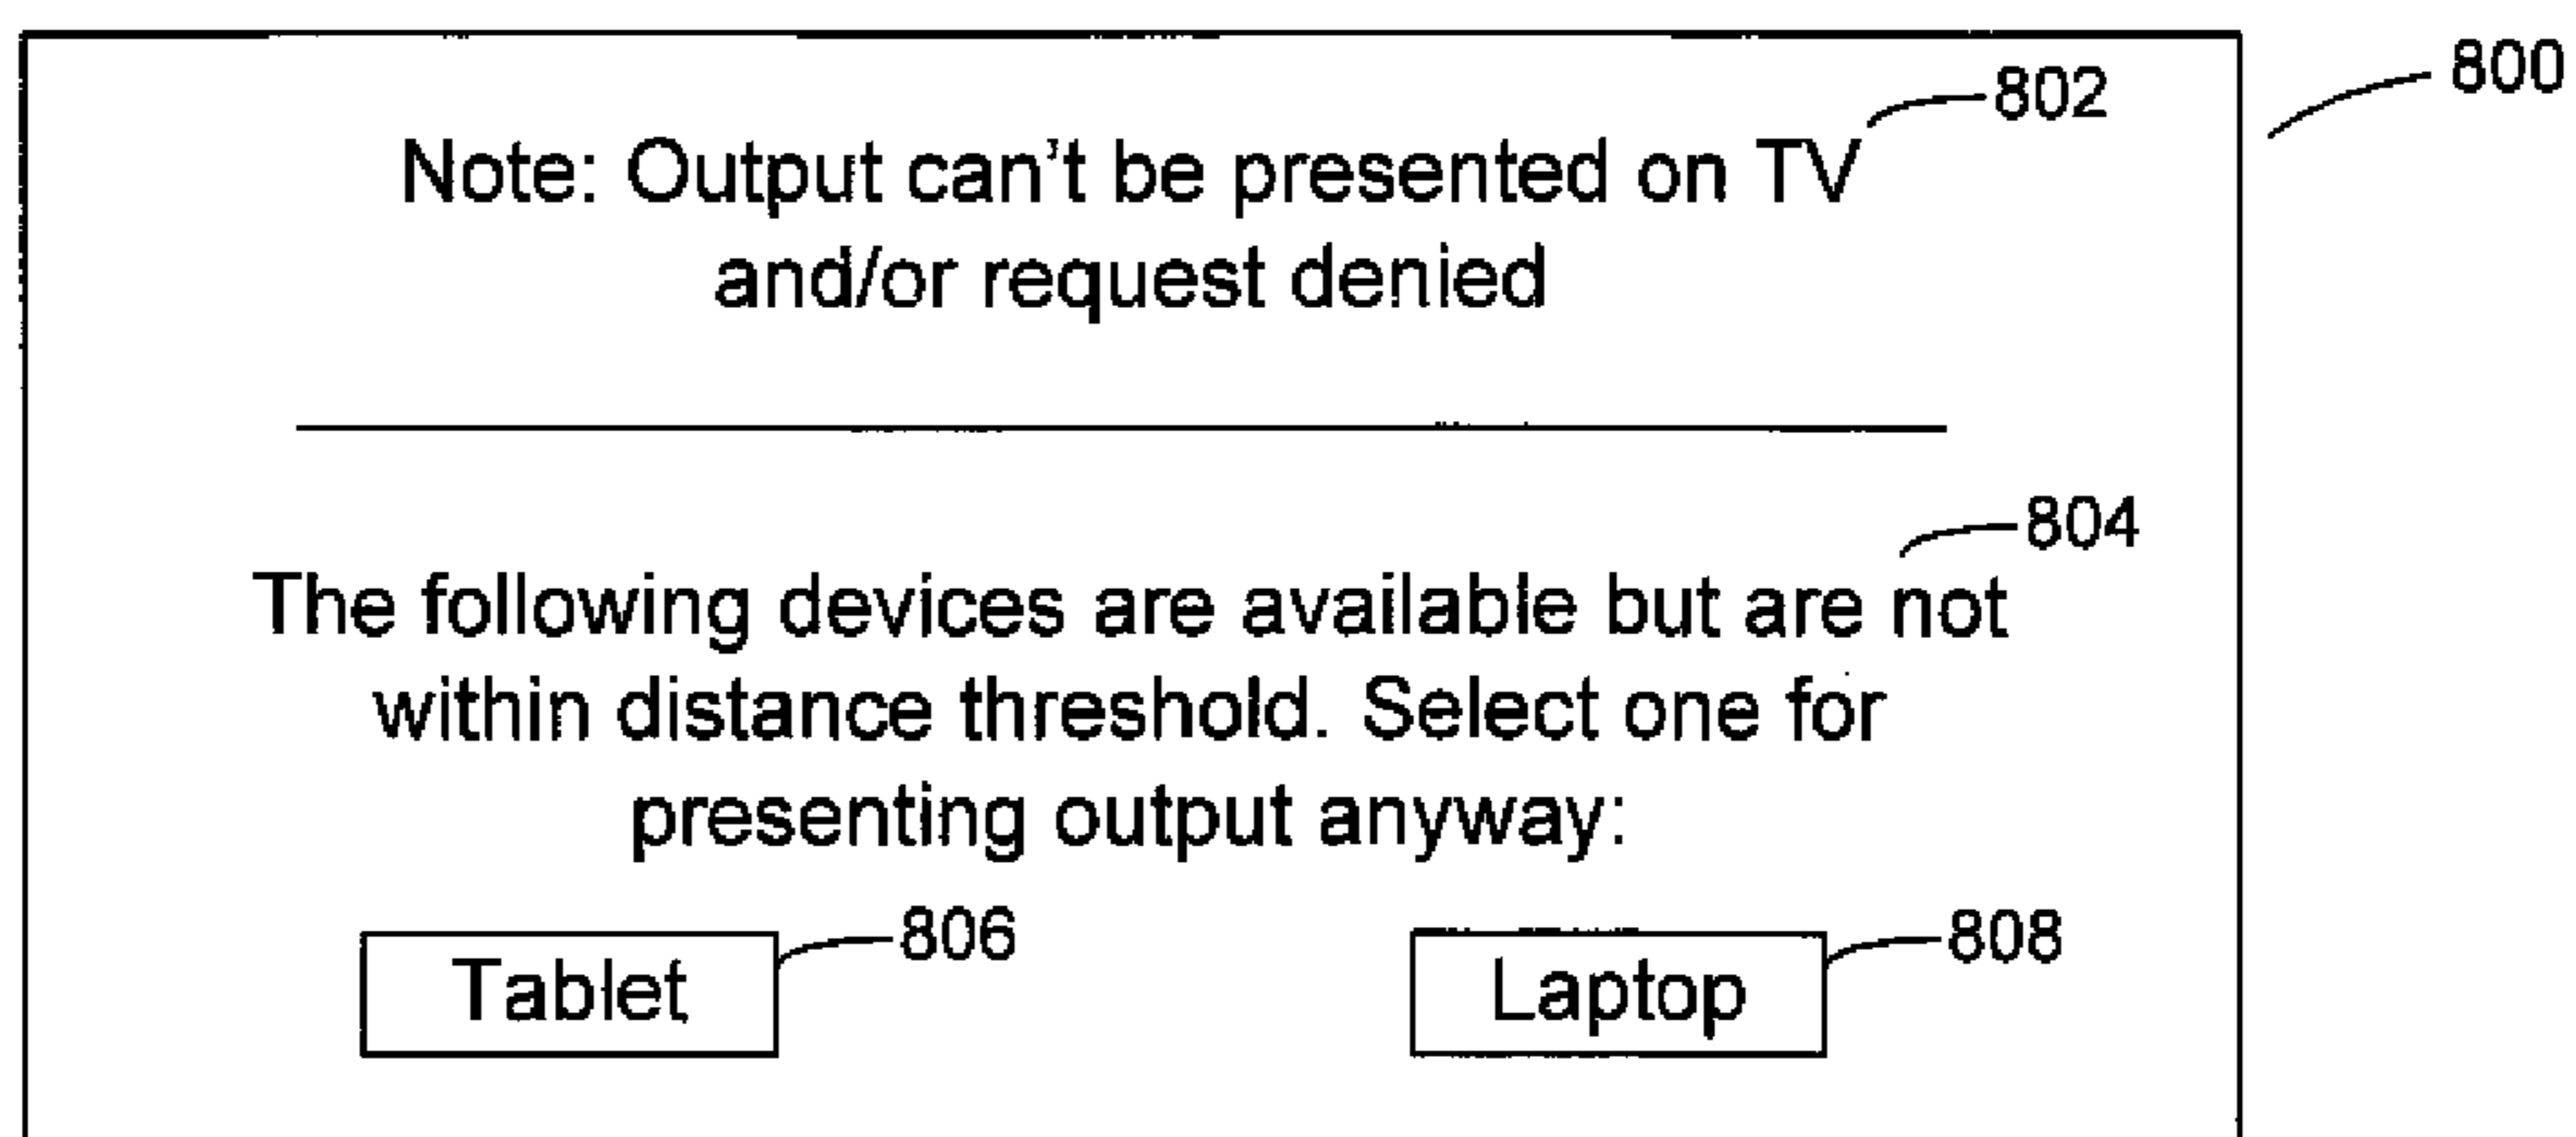 800
802
Note: Output can't be presented on TV
and/or request denied
804
The following devices are available but are not
within distance threshold. Select one for
presenting output anyway:
Tablet 806 Laptop 808